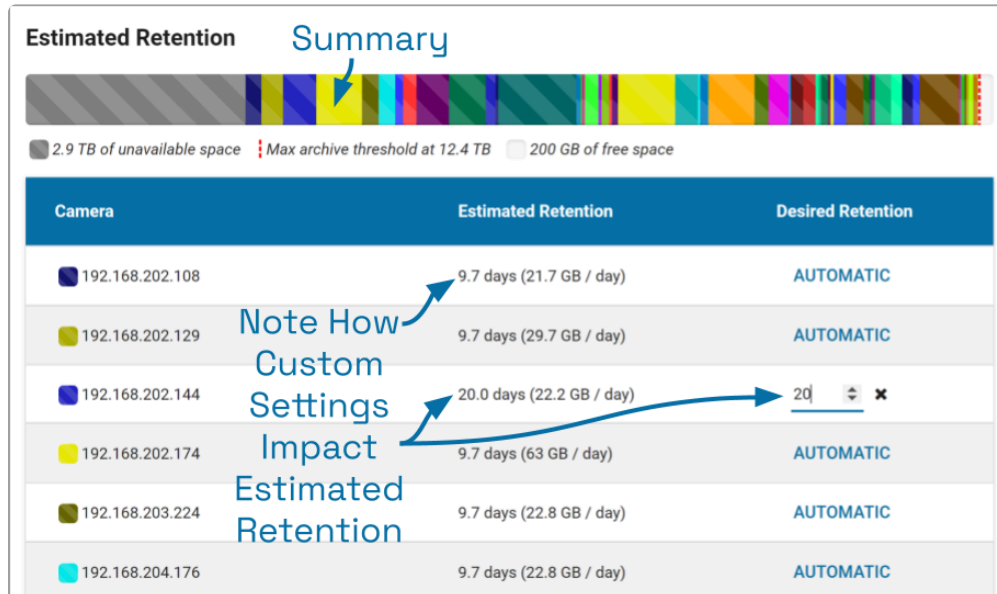 Estimated Retention
Summary
2.9 TB of unavailable space Max archive threshold at 12.4 TB 200 GB of free space
Camera Estimated Retention Desired Retention
192.168.202.108 9.7 days (21.7 GB / day) AUTOMATIC
192.168.202.129 9.7 days (29.7 GB / day) AUTOMATIC
192.168.202.144 20.0 days (22.2 GB / day) 20
192.168.202.174 9.7 days (63 GB / day) AUTOMATIC
192.168.203.224 9.7 days (22.8 GB / day) AUTOMATIC
192.168.204.176 9.7 days (22.8 GB / day) AUTOMATIC
Note How
Custom
Settings
Impact
Estimated
Retention